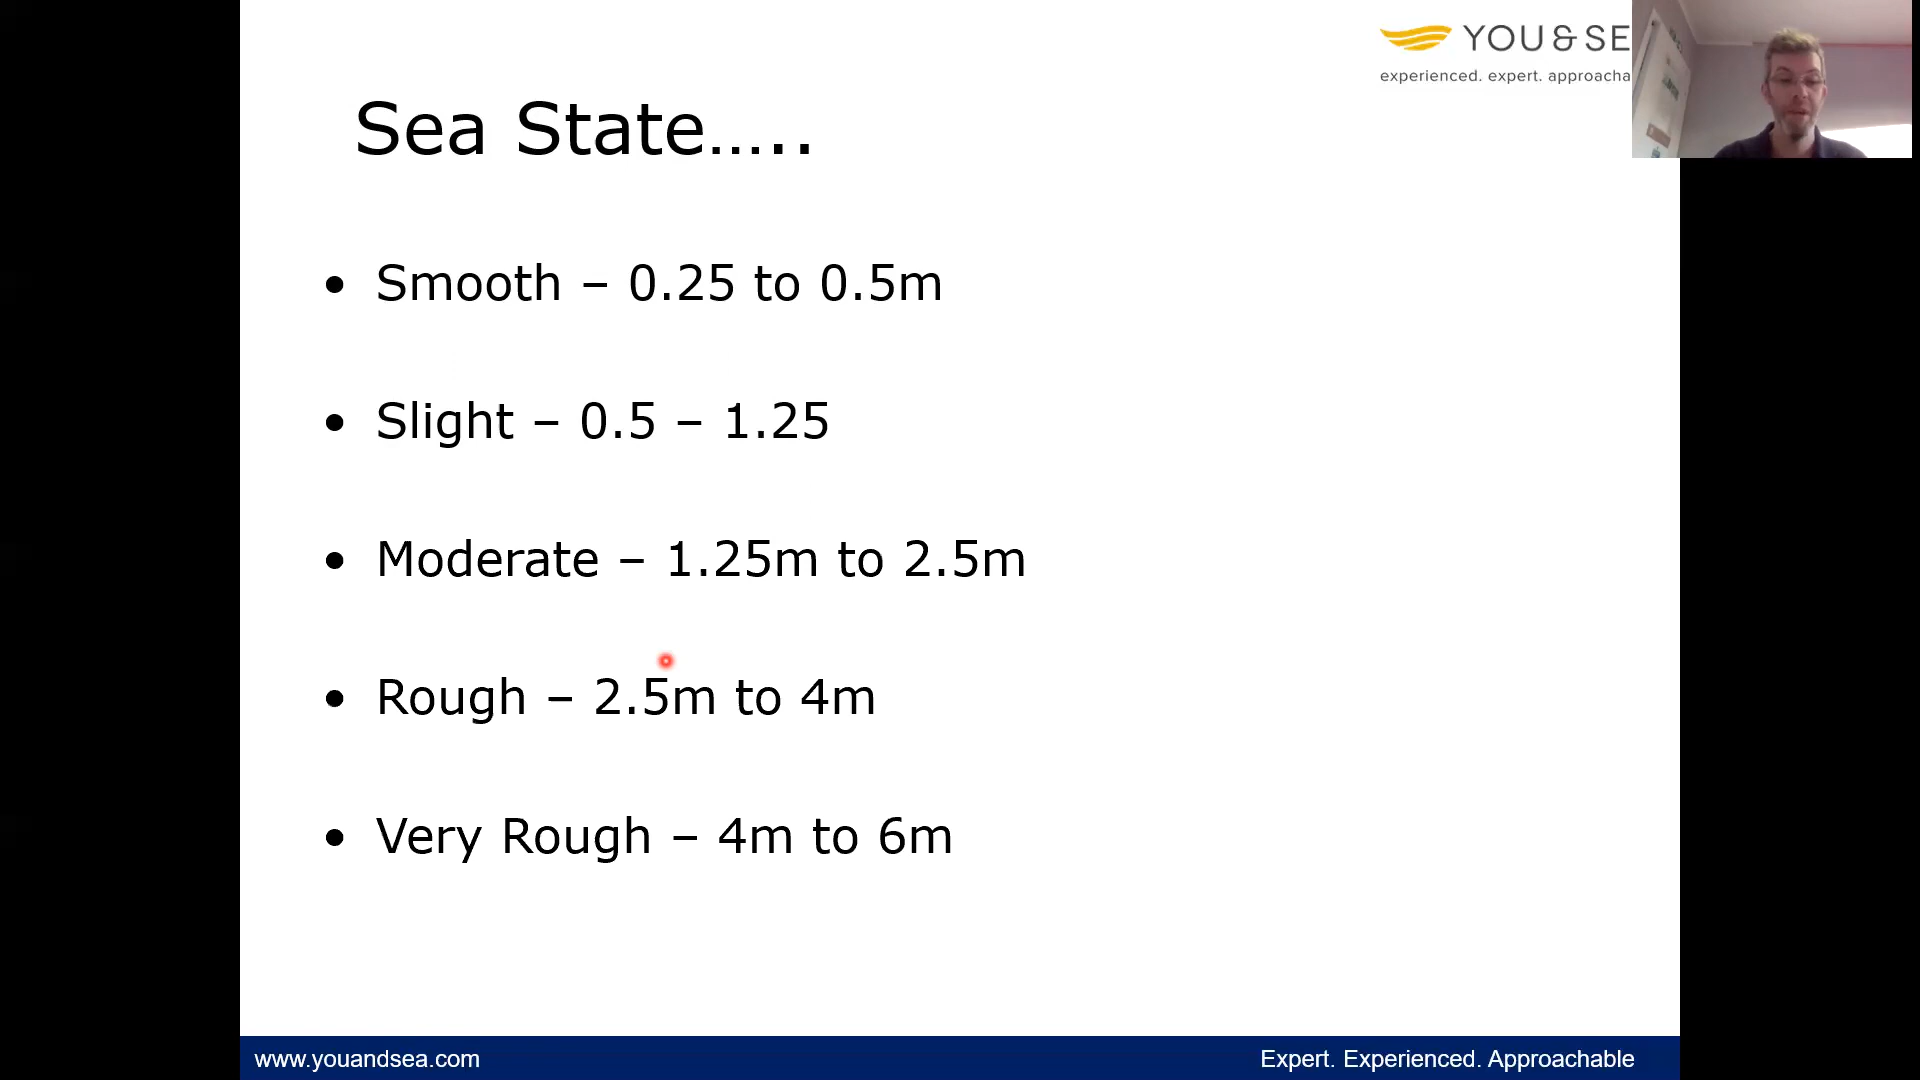 YOU & SE
experienced. expert. approacha
Sea State…..
• Smooth – 0.25 to 0.5m
• Slight – 0.5 – 1.25
• Moderate – 1.25m to 2.5m
• Rough – 2.5m to 4m
• Very Rough – 4m to 6m
www.youandsea.com
Expert. Experienced. Approachable